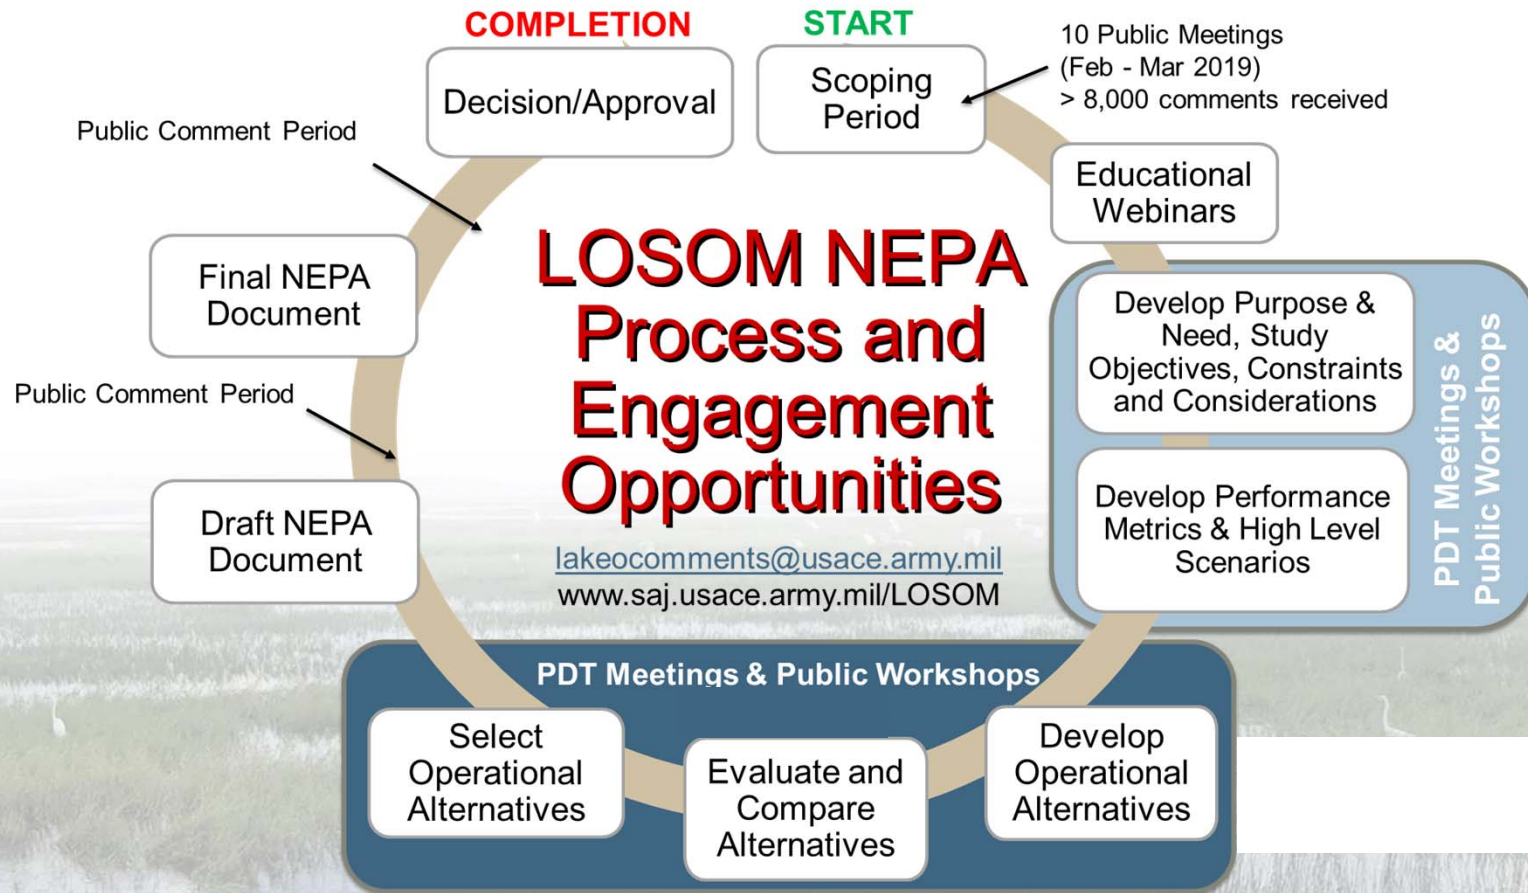 COMPLETION
START
10 Public Meetings
(Feb - Mar 2019)
> 8,000 comments received
Decision/Approval
Scoping
Period
Public Comment Period
Educational
Webinars
LOSOM NEPA
Process and
Engagement
Opportunities
Final NEPA
Document
Develop Purpose &
Need, Study
Objectives, Constraints
and Considerations
PDT Meetings &
Public Workshops
Public Comment Period
Develop Performance
Metrics & High Level
Scenarios
Draft NEPA
Document
lakeocomments@usace.army.mil
www.saj.usace.army.mil/LOSOM
PDT Meetings & Public Workshops
Select
Operational
Alternatives
Evaluate and
Compare
Alternatives
Develop
Operational
Alternatives